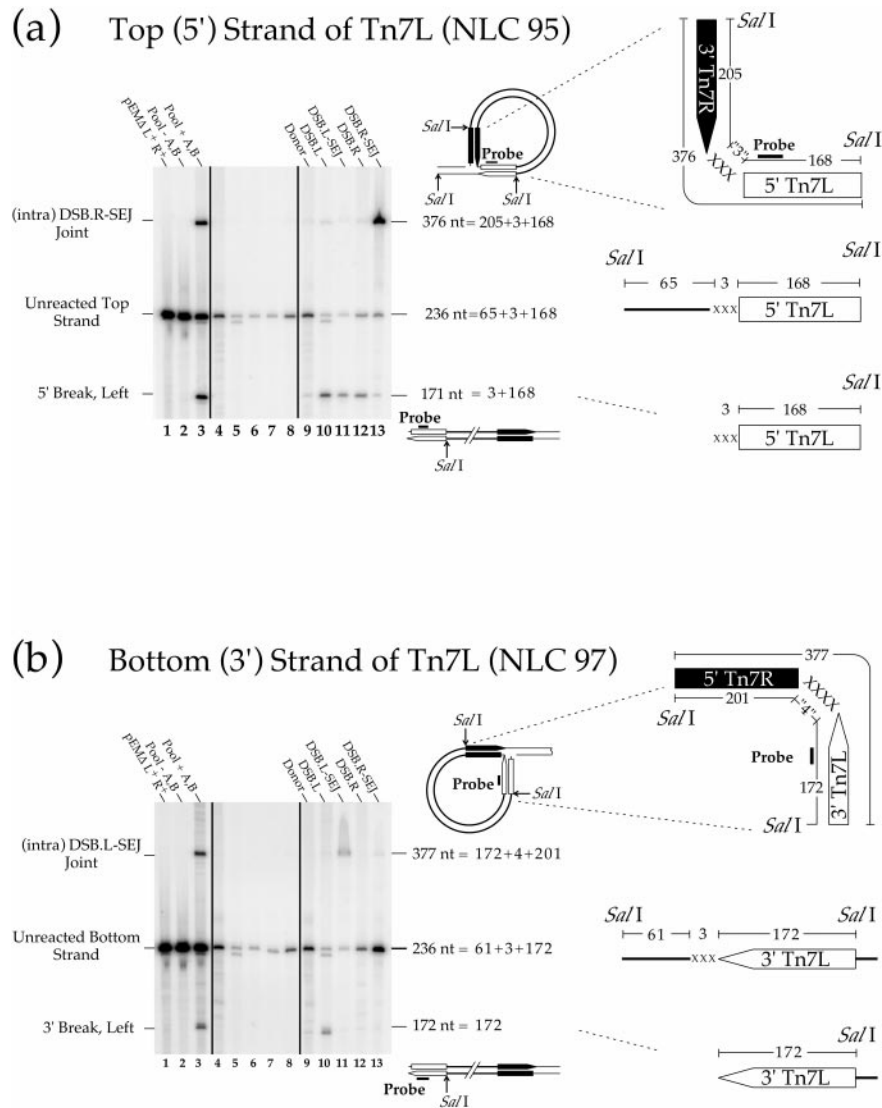 (a) Top (5') Strand of Tn7L (NLC 95)
pEMΔ L+ R+
Pool - A,B
Pool + A,B
Donor
DSB.L
DSB.L-SEJ
DSB.R
DSB.R-SEJ
(intra) DSB.R-SEJ
Joint
Unreacted Top
Strand
5' Break, Left
1 2 3 4 5 6 7 8 9 10 11 12 13
Sal I
Probe
Sal I
Sal I
376 nt = 205+3+168
236 nt = 65+3+168
171 nt = 3+168
Probe
Sal I
Sal I
3' Tn7R
205
376
XXX
"3"
Probe
Sal I
168
5' Tn7L
Sal I
Sal I
65 3 168
XXX
5' Tn7L
Sal I
3 168
XXX
5' Tn7L
(b) Bottom (3') Strand of Tn7L (NLC 97)
pEMΔ L+ R+
Pool - A,B
Pool + A,B
Donor
DSB.L
DSB.L-SEJ
DSB.R
DSB.R-SEJ
(intra) DSB.L-SEJ
Joint
Unreacted Bottom
Strand
3' Break, Left
1 2 3 4 5 6 7 8 9 10 11 12 13
Sal I
Probe
Sal I
377 nt = 172+4+201
236 nt = 61+3+172
172 nt = 172
Probe
Sal I
377
5' Tn7R
XXXX
201
"4"
Sal I
Probe
172
3' Tn7L
Sal I
Sal I
Sal I
61 3 172
XXX
3' Tn7L
Sal I
172
3' Tn7L